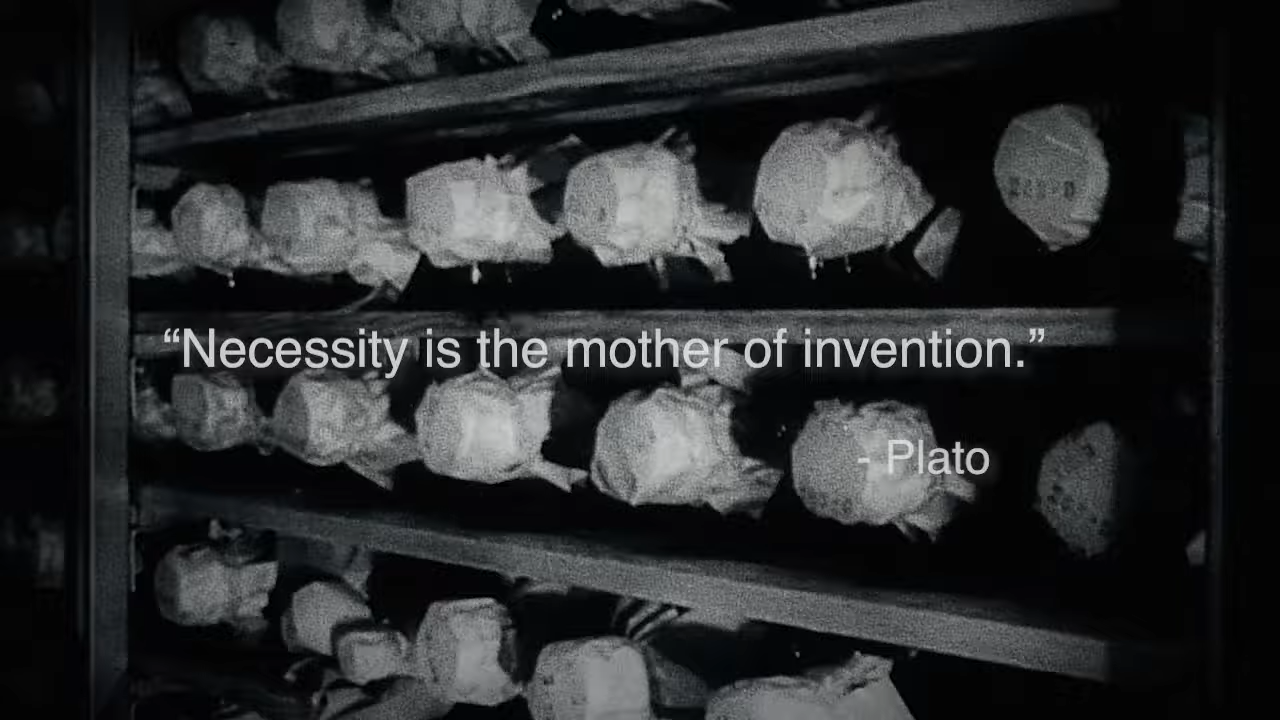 “Necessity is the mother of invention.”
- Plato